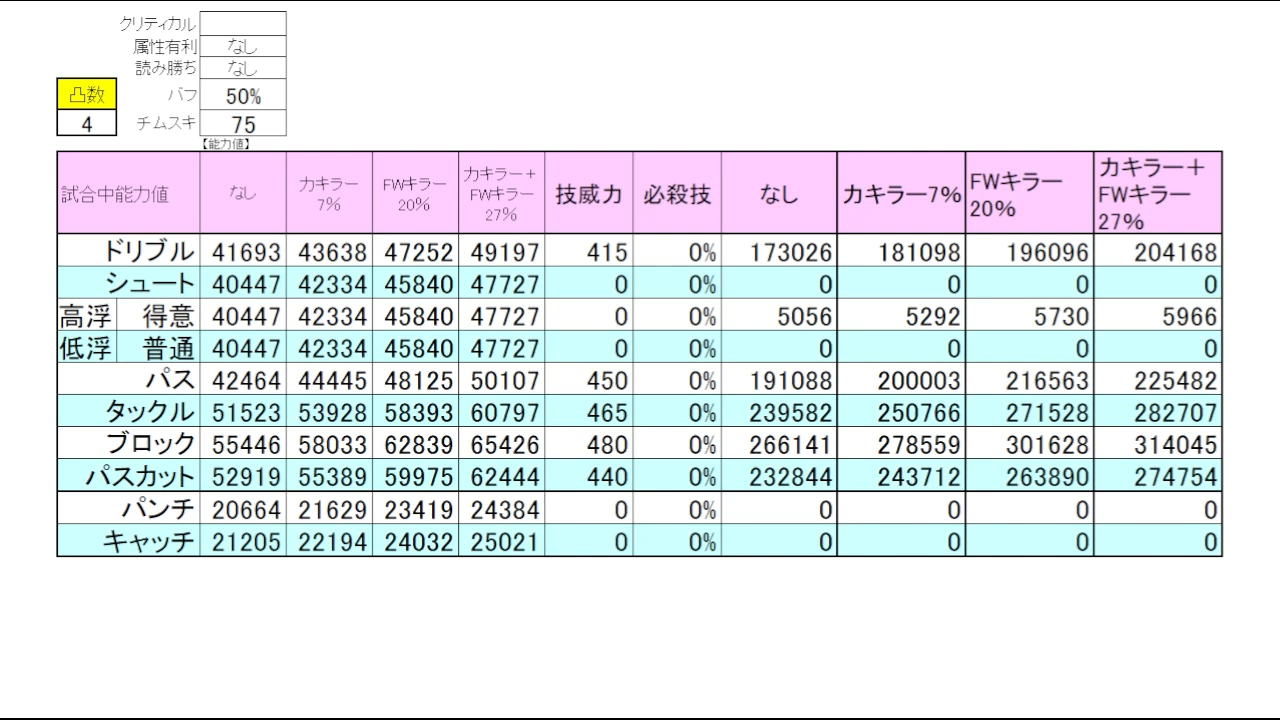 クリティカル
属性有利 なし
読み勝ち なし
凸数 バフ 50%
4 チムスキ 75
【能力値】
試合中能力値 なし 力キラー 7% FWキラー 20% 力キラー＋ FWキラー 27% 技威力 必殺技 なし 力キラー7% FWキラー 20% 力キラー＋ FWキラー 27%
ドリブル 41693 43638 47252 49197 415 0% 173026 181098 196096 204168
シュート 40447 42334 45840 47727 0 0% 0 0 0 0
高浮 得意 40447 42334 45840 47727 0 0% 5056 5292 5730 5966
低浮 普通 40447 42334 45840 47727 0 0% 0 0 0 0
パス 42464 44445 48125 50107 450 0% 191088 200003 216563 225482
タックル 51523 53928 58393 60797 465 0% 239582 250766 271528 282707
ブロック 55446 58033 62839 65426 480 0% 266141 278559 301628 314045
パスカット 52919 55389 59975 62444 440 0% 232844 243712 263890 274754
パンチ 20664 21629 23419 24384 0 0% 0 0 0 0
キャッチ 21205 22194 24032 25021 0 0% 0 0 0 0